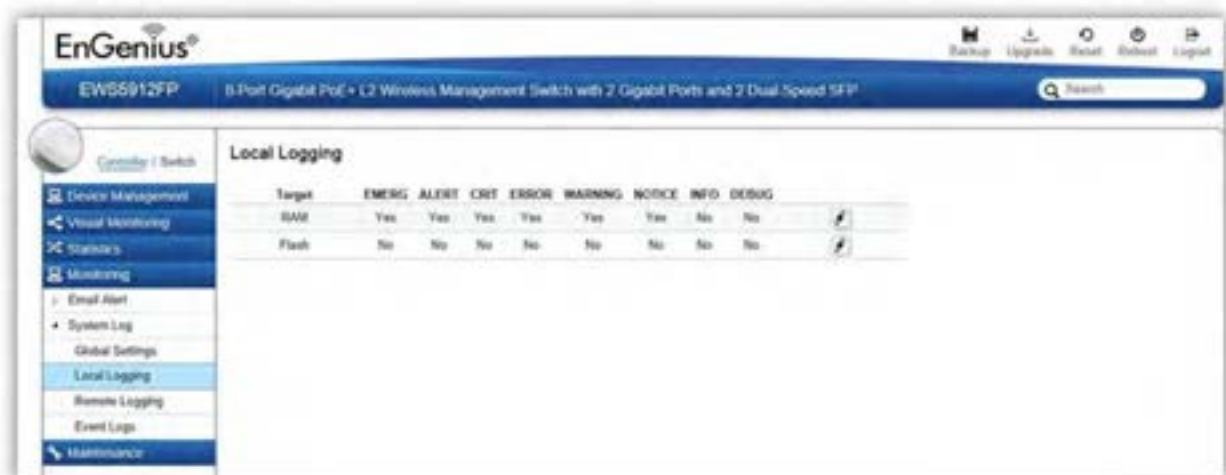 EnGenius®
Backup Upgrade Reset Reboot Logout
EWS5912FP 8-Port Gigabit PoE+ L2 Wireless Management Switch with 2 Gigabit Ports and 2 Dual-Speed SFP
Search
Controller / Switch
Local Logging
Device Management
Visual Monitoring
Statistics
Monitoring
Email Alert
System Log
Global Settings
Local Logging
Remote Logging
Event Logs
Maintenance
Target EMERG ALERT CRIT ERROR WARNING NOTICE INFO DEBUG
RAM Yes Yes Yes Yes Yes Yes No No
Flash No No No No No No No No